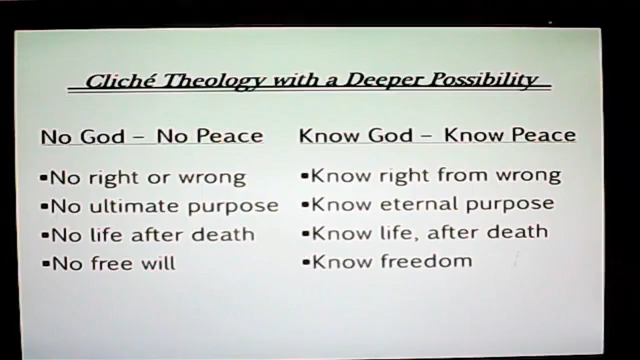 Cliché Theology with a Deeper Possibility
No God – No Peace
▪No right or wrong
▪No ultimate purpose
▪No life after death
▪No free will
Know God – Know Peace
▪Know right from wrong
▪Know eternal purpose
▪Know life, after death
▪Know freedom